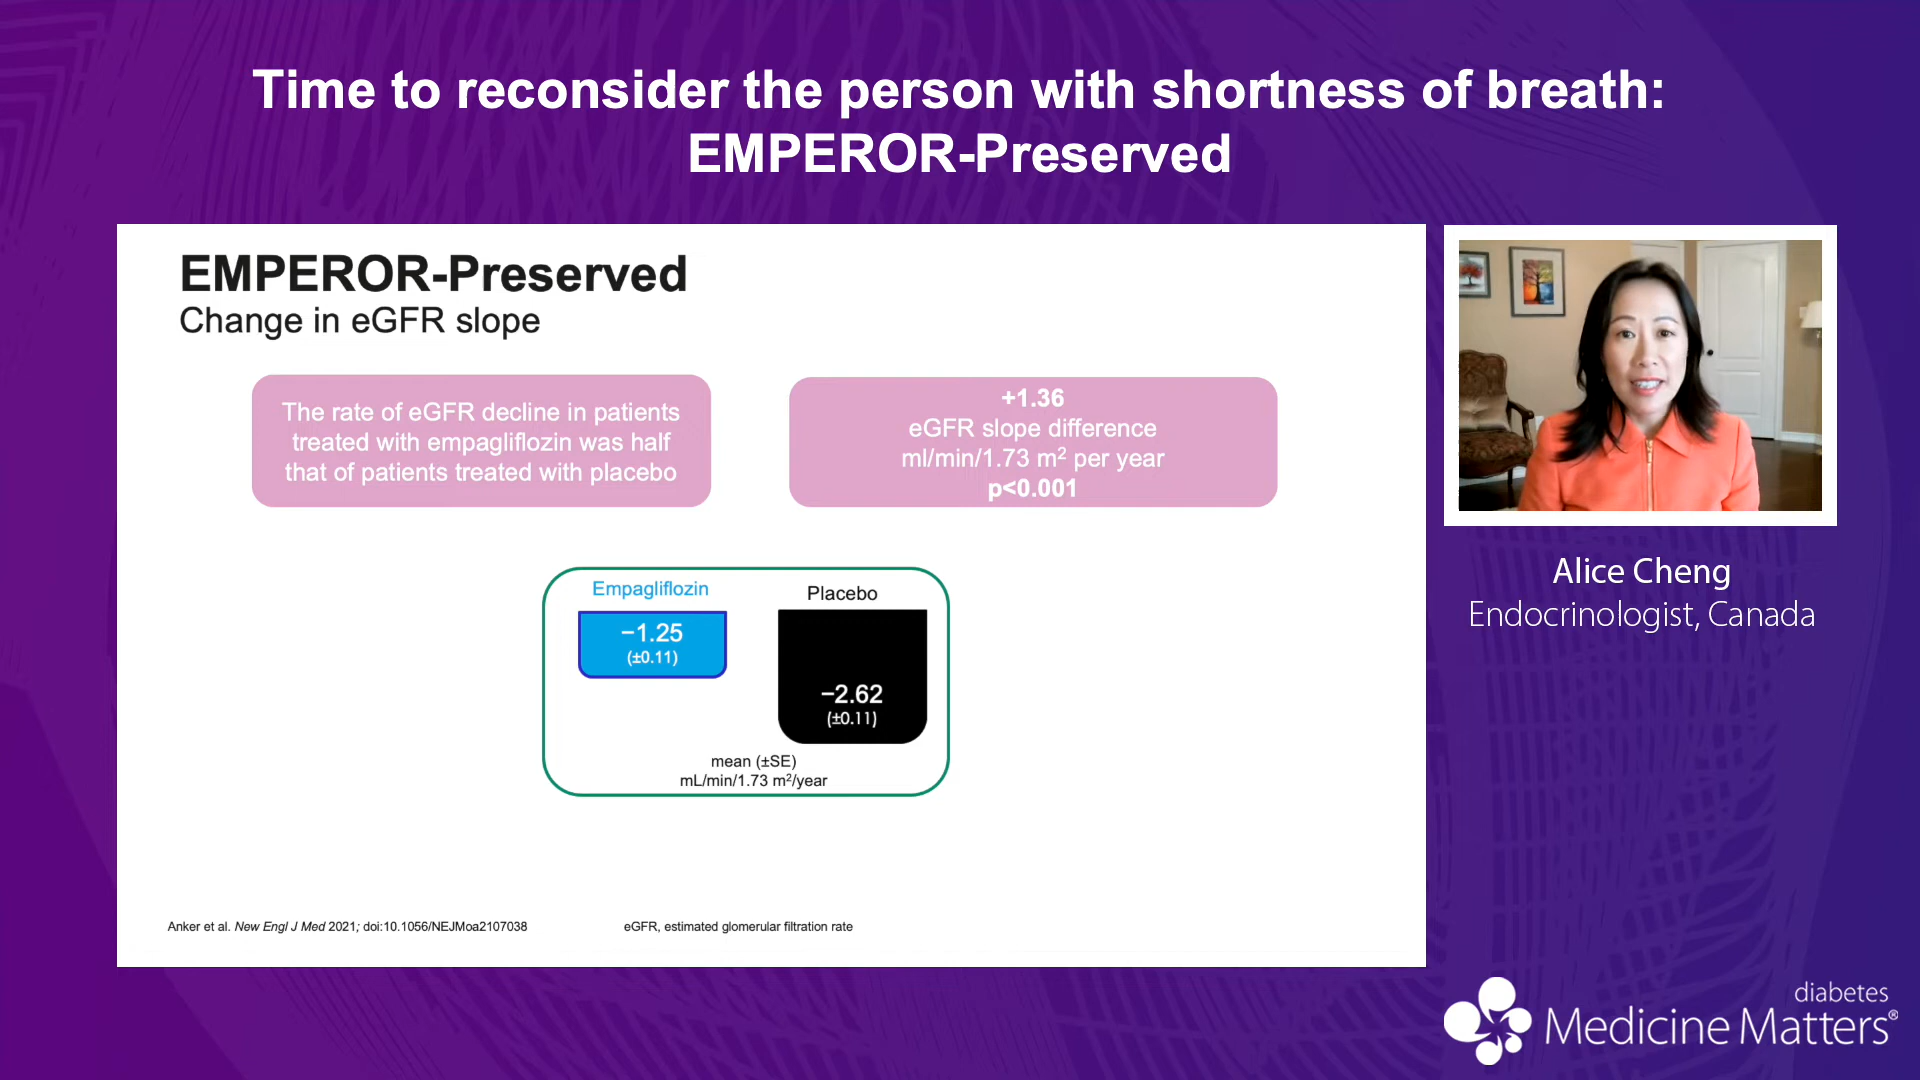 Time to reconsider the person with shortness of breath:
EMPEROR-Preserved
EMPEROR-Preserved
Change in eGFR slope
The rate of eGFR decline in patients
treated with empagliflozin was half
that of patients treated with placebo
+1.36
eGFR slope difference
ml/min/1.73 m² per year
p<0.001
Empagliflozin
−1.25
(±0.11)
Placebo
−2.62
(±0.11)
mean (±SE)
mL/min/1.73 m²/year
Anker et al. New Engl J Med 2021; doi:10.1056/NEJMoa2107038
eGFR, estimated glomerular filtration rate
Alice Cheng
Endocrinologist, Canada
diabetes
Medicine Matters®